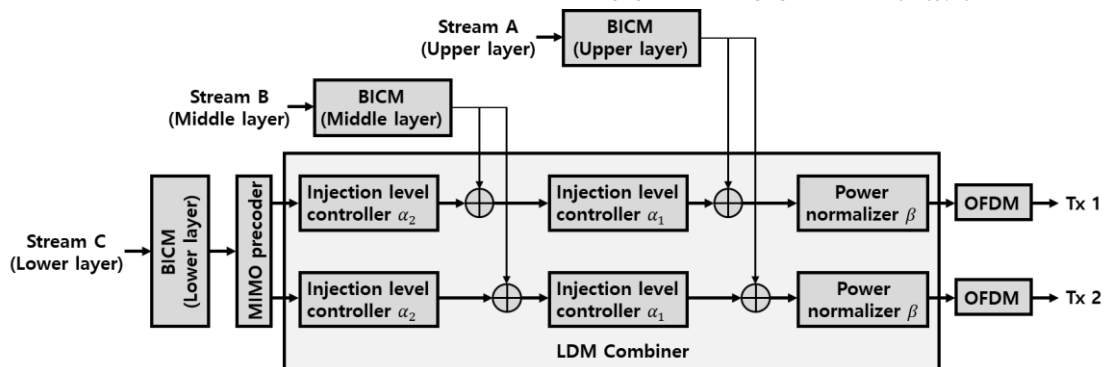 Stream A
(Upper layer)
BICM
(Upper layer)
Stream B
(Middle layer)
BICM
(Middle layer)
Stream C
(Lower layer)
BICM
(Lower layer)
MIMO precoder
Injection level
controller α₂
Injection level
controller α₁
Power
normalizer β
OFDM
Tx 1
Injection level
controller α₂
Injection level
controller α₁
Power
normalizer β
OFDM
Tx 2
LDM Combiner